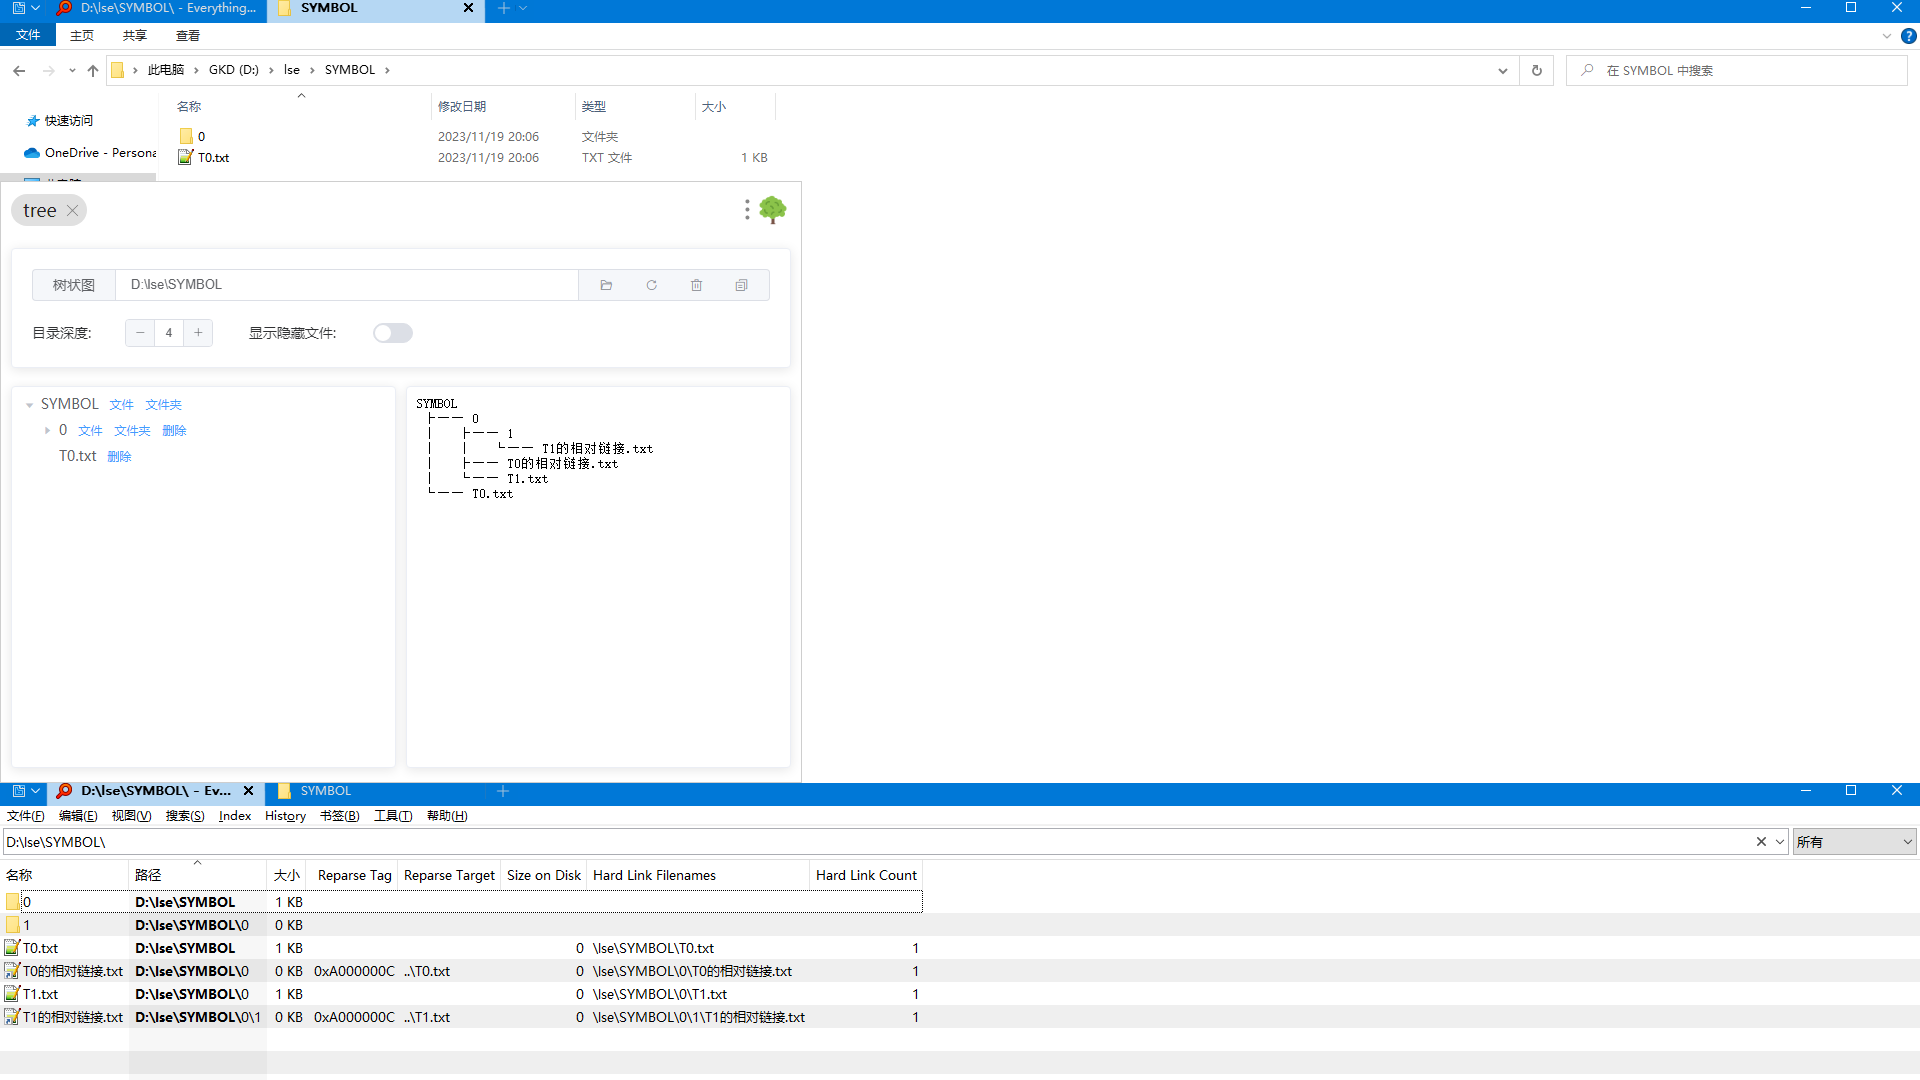 D:\lse\SYMBOL\ - Everything...
SYMBOL
文件 主页 共享 查看
此电脑 GKD (D:) lse SYMBOL
在 SYMBOL 中搜索
名称 修改日期 类型 大小
快速访问
0 2023/11/19 20:06 文件夹
OneDrive - Persona
T0.txt 2023/11/19 20:06 TXT 文件 1 KB
tree
树状图 D:\lse\SYMBOL
目录深度: 4 显示隐藏文件:
SYMBOL 文件 文件夹
0 文件 文件夹 删除
T0.txt 删除
SYMBOL
├── 0
│ ├── 1
│ │ └── T1的相对链接.txt
│ ├── T0的相对链接.txt
│ └── T1.txt
└── T0.txt
D:\lse\SYMBOL\ - Ev... SYMBOL
文件(F) 编辑(E) 视图(V) 搜索(S) Index History 书签(B) 工具(T) 帮助(H)
D:\lse\SYMBOL\ 所有
名称 路径 大小 Reparse Tag Reparse Target Size on Disk Hard Link Filenames Hard Link Count
0 D:\lse\SYMBOL 1 KB
1 D:\lse\SYMBOL\0 0 KB
T0.txt D:\lse\SYMBOL 1 KB 0 \lse\SYMBOL\T0.txt 1
T0的相对链接.txt D:\lse\SYMBOL\0 0 KB 0xA000000C ..\T0.txt 0 \lse\SYMBOL\0\T0的相对链接.txt 1
T1.txt D:\lse\SYMBOL\0 1 KB 0 \lse\SYMBOL\0\T1.txt 1
T1的相对链接.txt D:\lse\SYMBOL\0\1 0 KB 0xA000000C ..\T1.txt 0 \lse\SYMBOL\0\1\T1的相对链接.txt 1